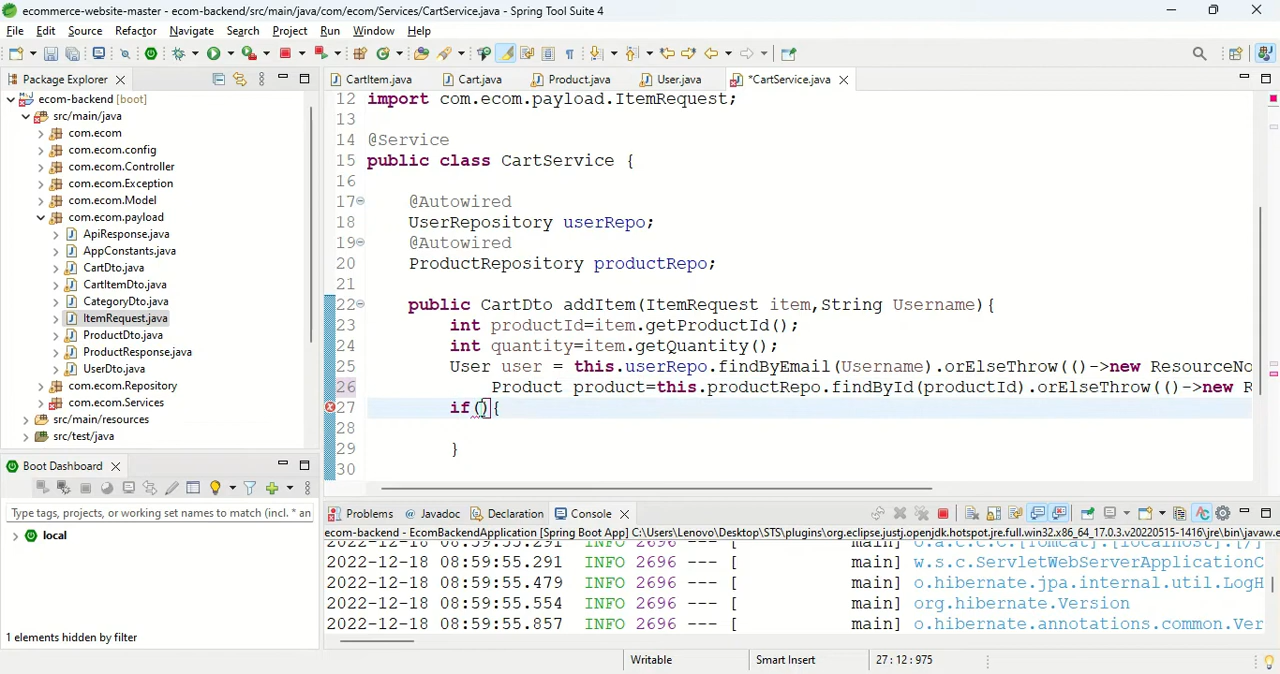 ecommerce-website-master - ecom-backend/src/main/java/com/ecom/Services/CartService.java - Spring Tool Suite 4
File Edit Source Refactor Navigate Search Project Run Window Help
Package Explorer
CartItem.java Cart.java Product.java User.java *CartService.java
ecom-backend [boot]
src/main/java
com.ecom
com.ecom.config
com.ecom.Controller
com.ecom.Exception
com.ecom.Model
com.ecom.payload
ApiResponse.java
AppConstants.java
CartDto.java
CartItemDto.java
CategoryDto.java
ItemRequest.java
ProductDto.java
ProductResponse.java
UserDto.java
com.ecom.Repository
com.ecom.Services
src/main/resources
src/test/java
12 import com.ecom.payload.ItemRequest;
13
14 @Service
15 public class CartService {
16
17 @Autowired
18 UserRepository userRepo;
19 @Autowired
20 ProductRepository productRepo;
21
22 public CartDto addItem(ItemRequest item,String Username){
23 int productId=item.getProductId();
24 int quantity=item.getQuantity();
25 User user = this.userRepo.findByEmail(Username).orElseThrow(()->new ResourceNo
26 Product product=this.productRepo.findById(productId).orElseThrow(()->new R
27 if(){
28
29 }
30
Boot Dashboard
Type tags, projects, or working set names to match (incl. * an
local
1 elements hidden by filter
Problems Javadoc Declaration Console
ecom-backend - EcomBackendApplication [Spring Boot App] C:\Users\Lenovo\Desktop\STS\plugins\org.eclipse.justj.openjdk.hotspot.jre.full.win32.x86_64_17.0.3.v20220515-1416\jre\bin\javaw.e
2022-12-18 08:59:55.291 INFO 2696 --- [ main] o.a.c.c.C.[Tomcat].[localhost].[/]
2022-12-18 08:59:55.291 INFO 2696 --- [ main] w.s.c.ServletWebServerApplicationC
2022-12-18 08:59:55.479 INFO 2696 --- [ main] o.hibernate.jpa.internal.util.LogH
2022-12-18 08:59:55.554 INFO 2696 --- [ main] org.hibernate.Version
2022-12-18 08:59:55.857 INFO 2696 --- [ main] o.hibernate.annotations.common.Ver
Writable Smart Insert 27 : 12 : 975